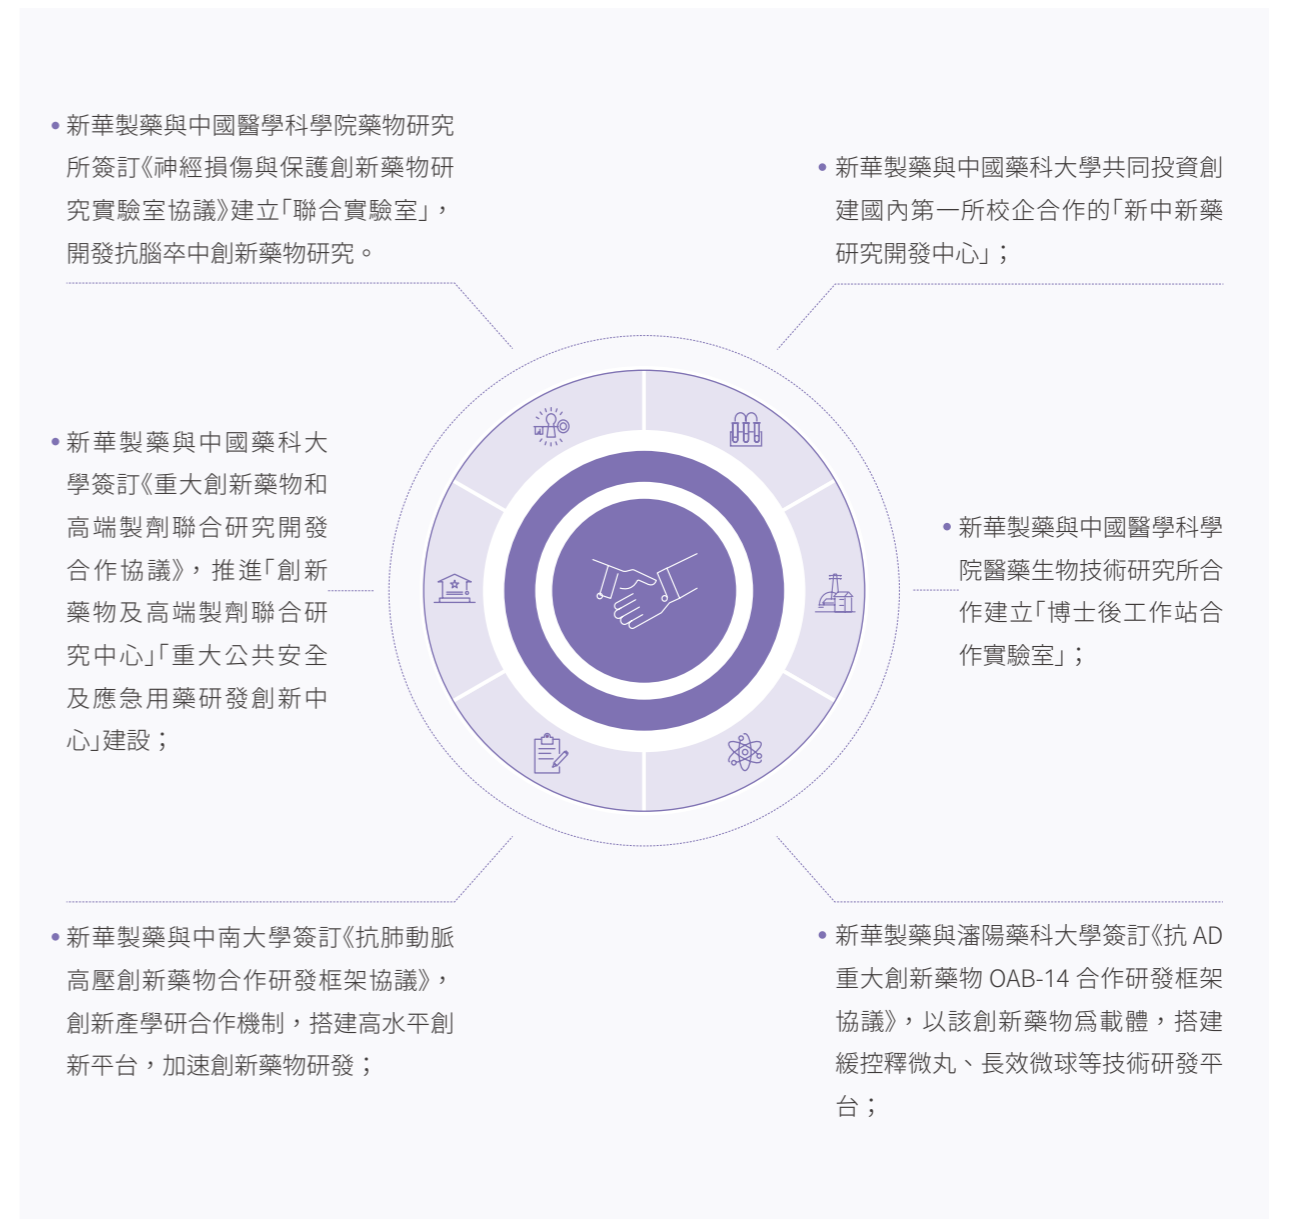 • 新華製藥與中國醫學科學院藥物研究
所簽訂《神經損傷與保護創新藥物研
究實驗室協議》建立「聯合實驗室」，
開發抗腦卒中創新藥物研究。
• 新華製藥與中國藥科大學共同投資創
建國內第一所校企合作的「新中新藥
研究開發中心」；
• 新華製藥與中國藥科大
學簽訂《重大創新藥物和
高端製劑聯合研究開發
合作協議》，推進「創新
藥物及高端製劑聯合研
究中心」「重大公共安全
及應急用藥研發創新中
心」建設；
• 新華製藥與中國醫學科學
院醫藥生物技術研究所合
作建立「博士後工作站合
作實驗室」；
• 新華製藥與中南大學簽訂《抗肺動脈
高壓創新藥物合作研發框架協議》，
創新產學研合作機制，搭建高水平創
新平台，加速創新藥物研發；
• 新華製藥與瀋陽藥科大學簽訂《抗 AD
重大創新藥物 OAB-14 合作研發框架
協議》，以該創新藥物爲載體，搭建
緩控釋微丸、長效微球等技術研發平
台；